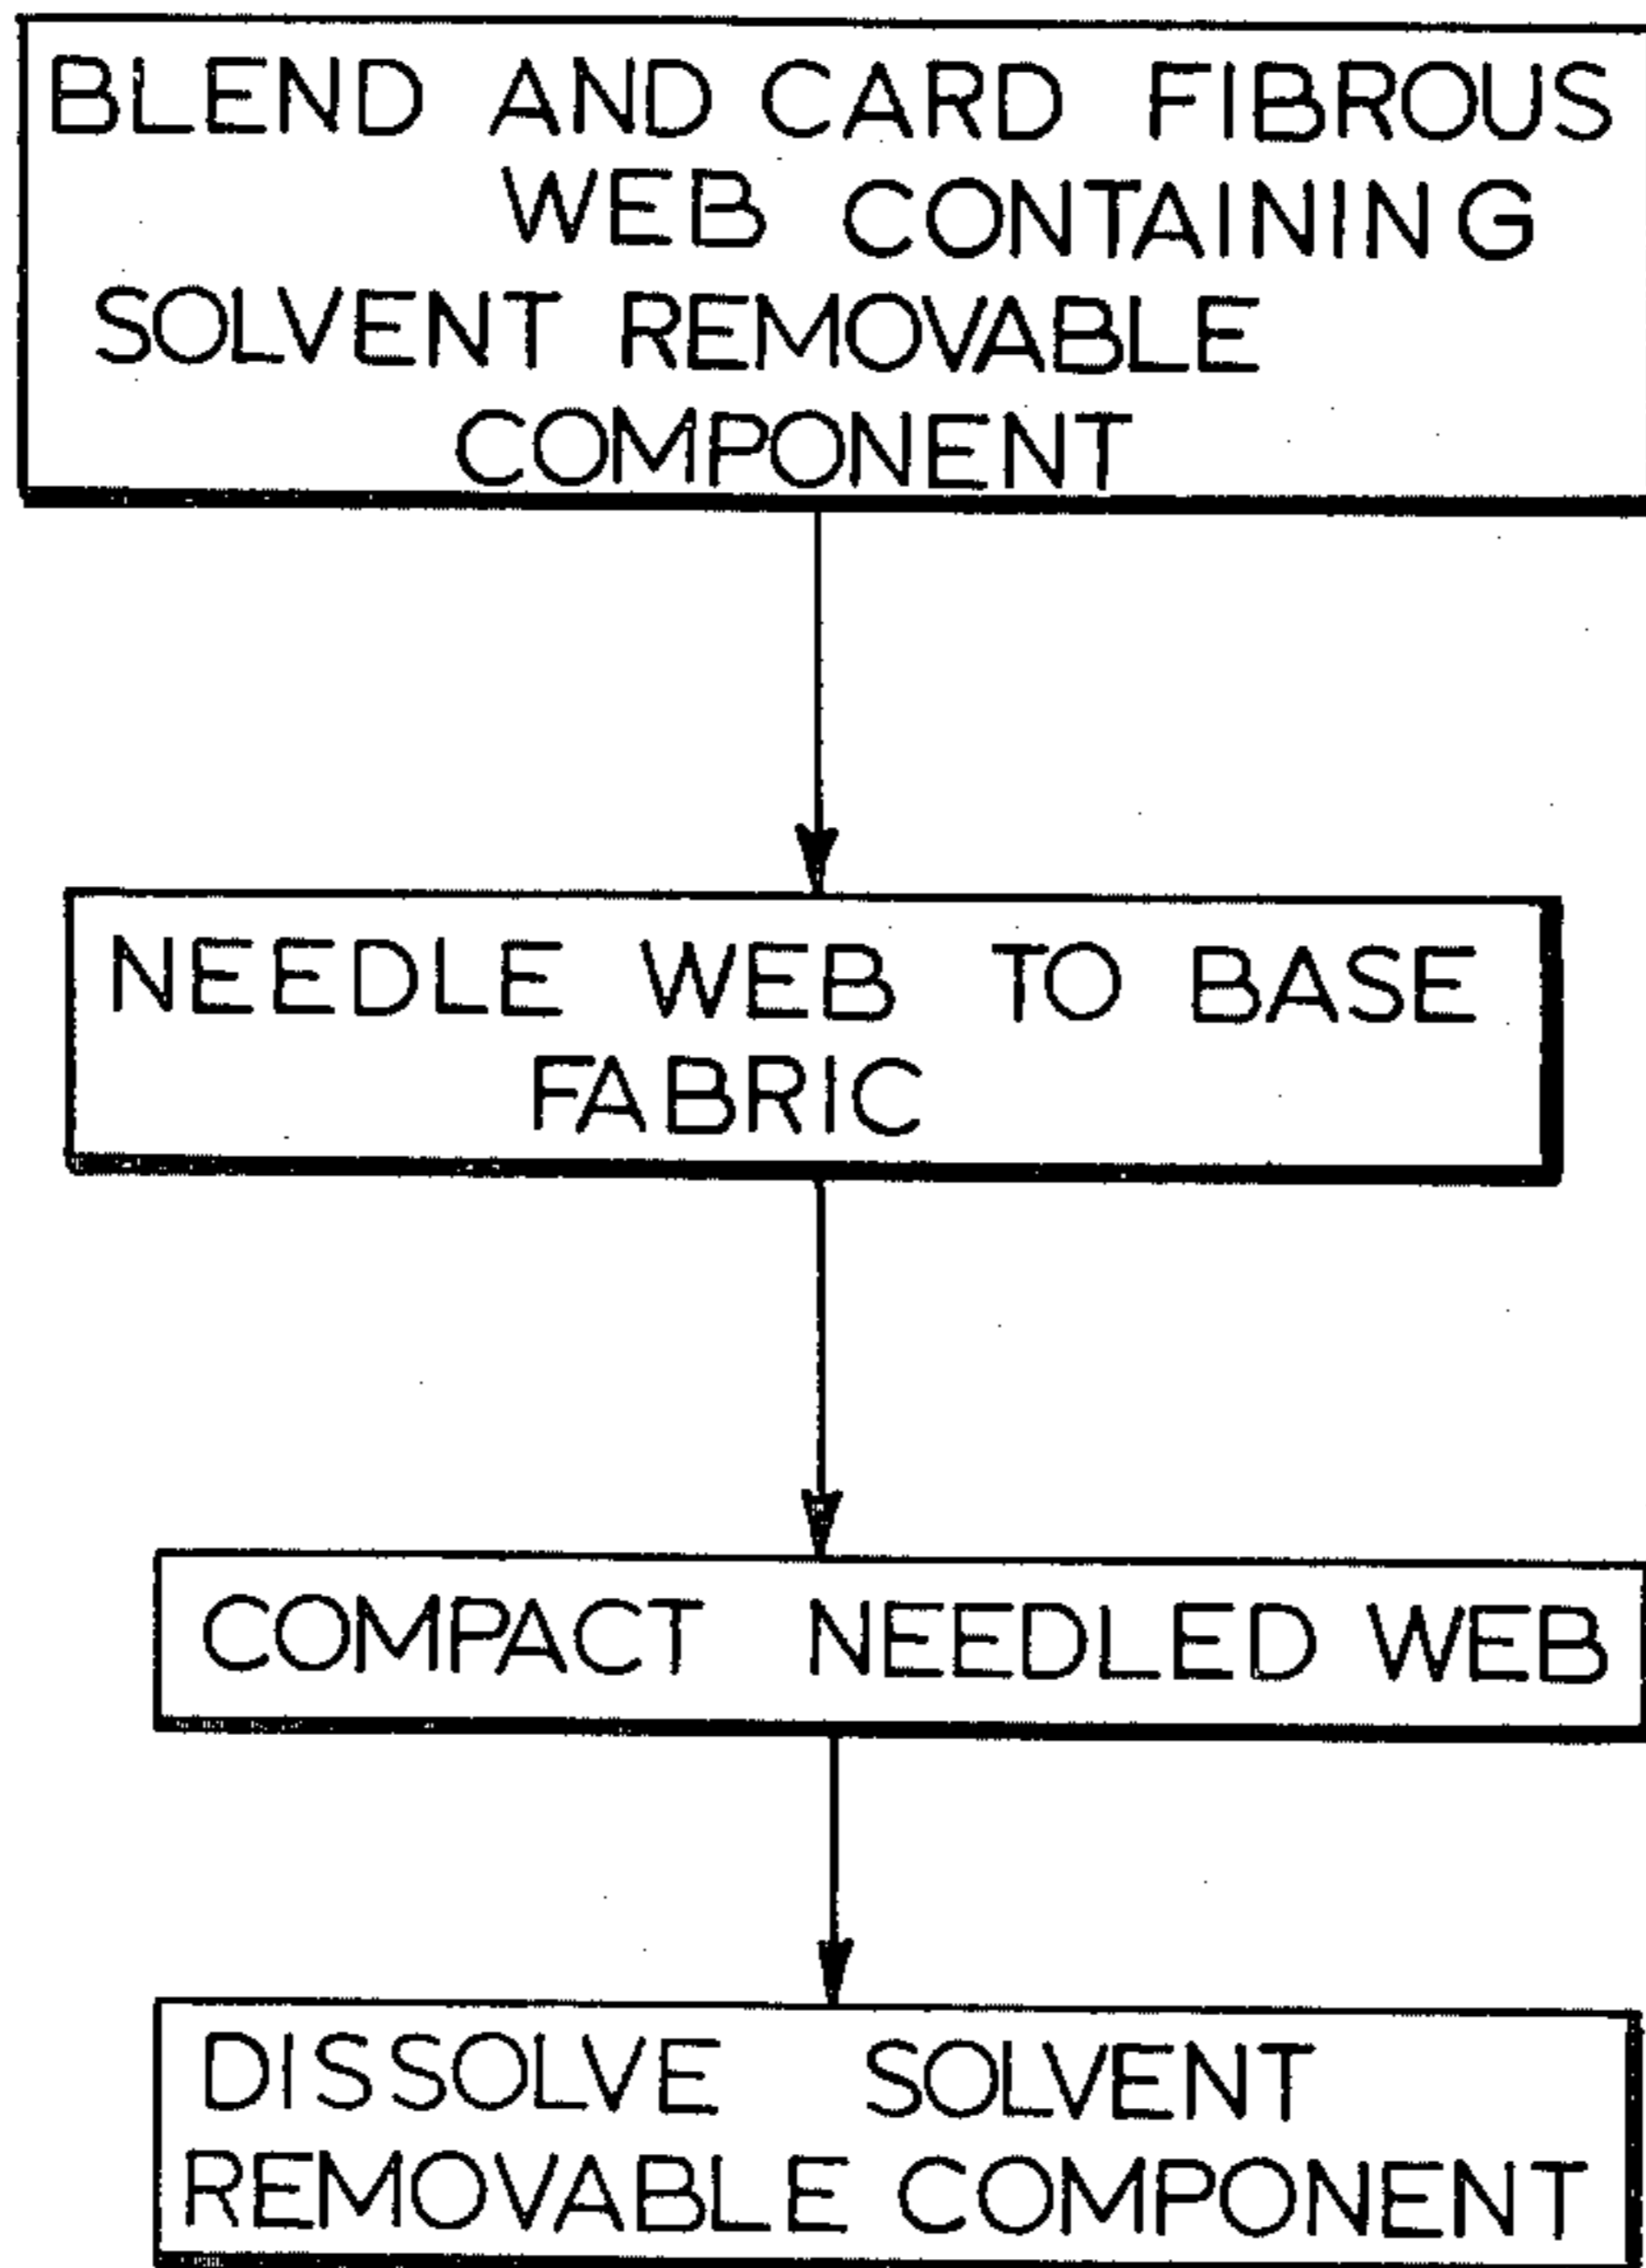 BLEND AND CARD FIBROUS
WEB CONTAINING
SOLVENT REMOVABLE
COMPONENT
NEEDLE WEB TO BASE
FABRIC
COMPACT NEEDLED WEB
DISSOLVE SOLVENT
REMOVABLE COMPONENT